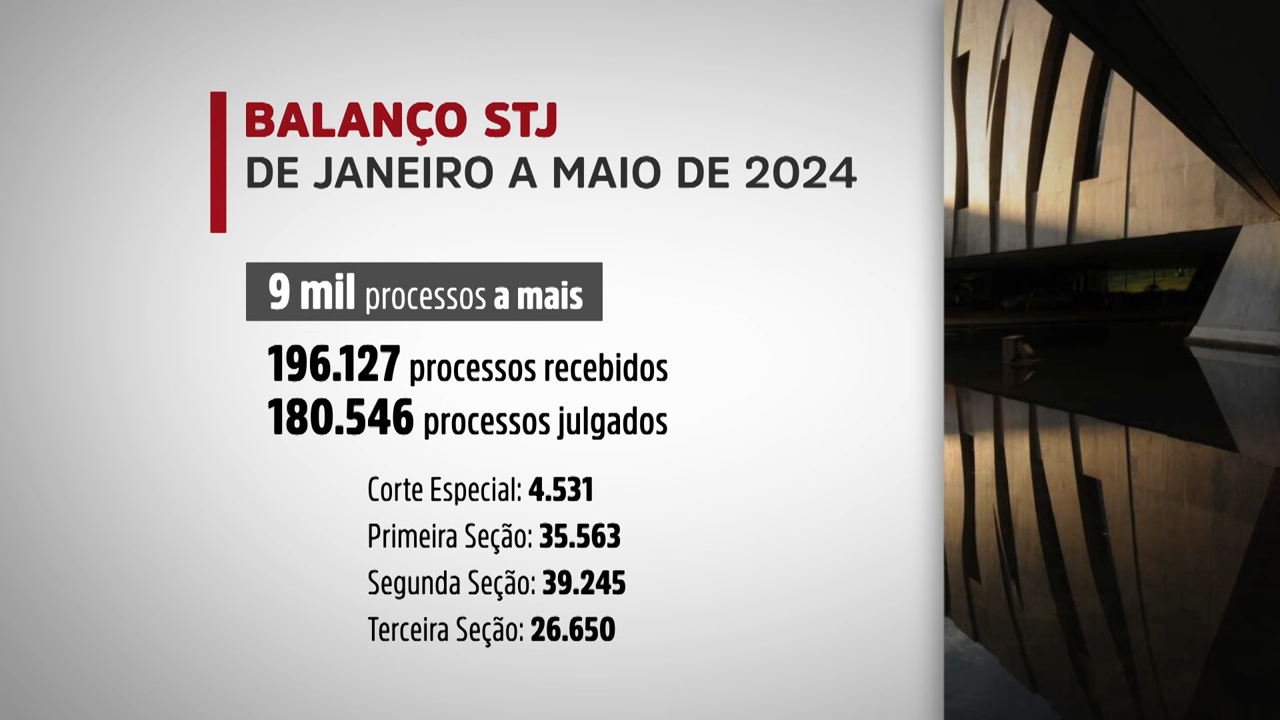 BALANÇO STJ
DE JANEIRO A MAIO DE 2024
9 mil processos a mais
196.127 processos recebidos
180.546 processos julgados
Corte Especial: 4.531
Primeira Seção: 35.563
Segunda Seção: 39.245
Terceira Seção: 26.650